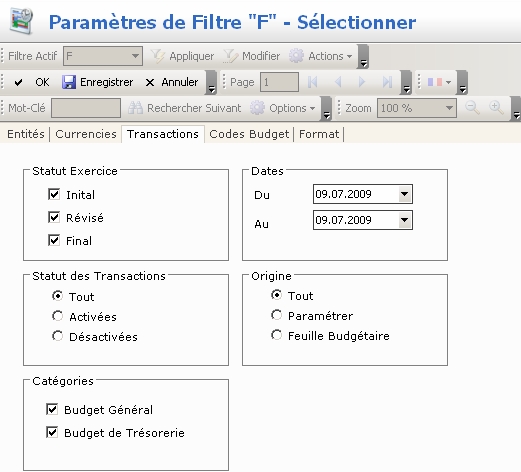 Paramètres de Filtre "F" - Sélectionner
Filtre Actif F Appliquer Modifier Actions
OK Enregistrer Annuler Page 1
Mot-Clé Rechercher Suivant Options Zoom 100 %
Entités Currencies Transactions Codes Budget Format
Statut Exercice
Inital
Révisé
Final
Dates
Du 09.07.2009
Au 09.07.2009
Statut des Transactions
Tout
Activées
Désactivées
Origine
Tout
Paramétrer
Feuille Budgétaire
Catégories
Budget Général
Budget de Trésorerie